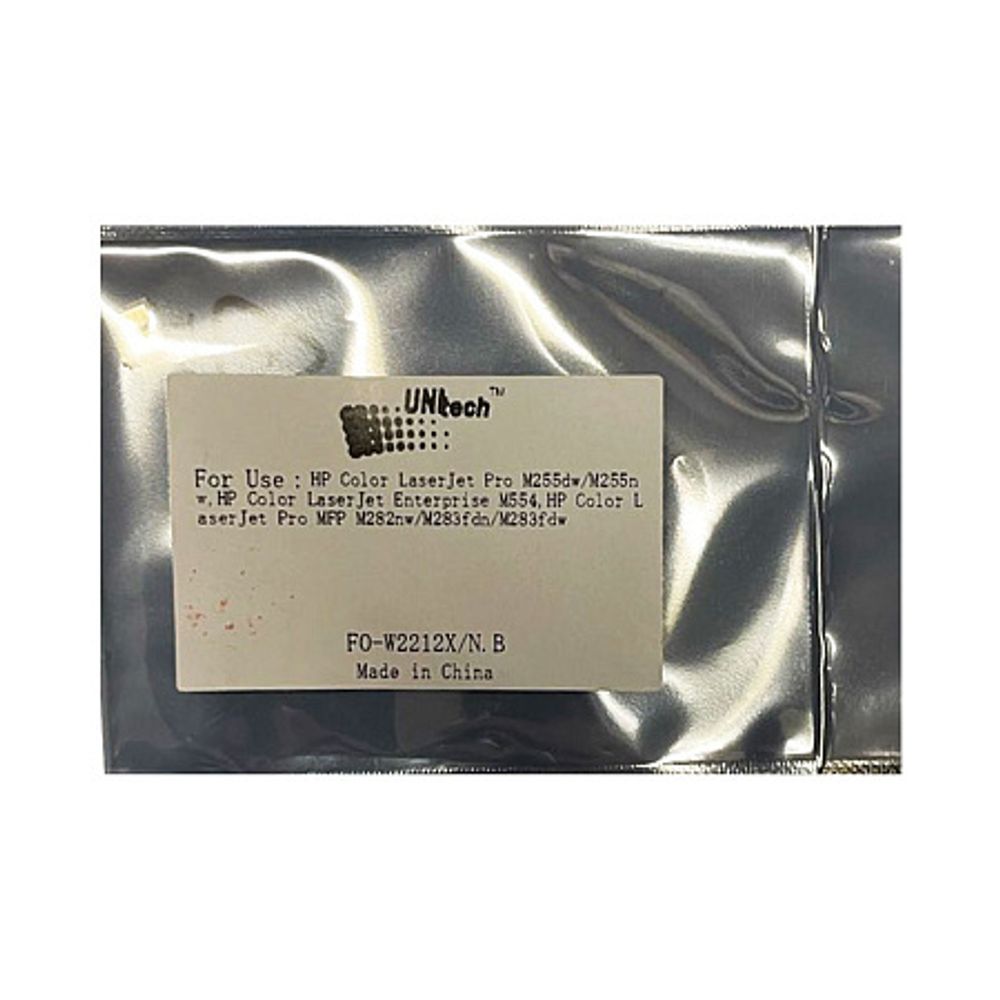 UNItech™
For Use : HP Color LaserJet Pro M255dw/M255n
w,HP Color LaserJet Enterprise M554,HP Color L
aserJet Pro MFP M282nw/M283fdn/M283fdw
FO-W2212X/N.B
Made in China